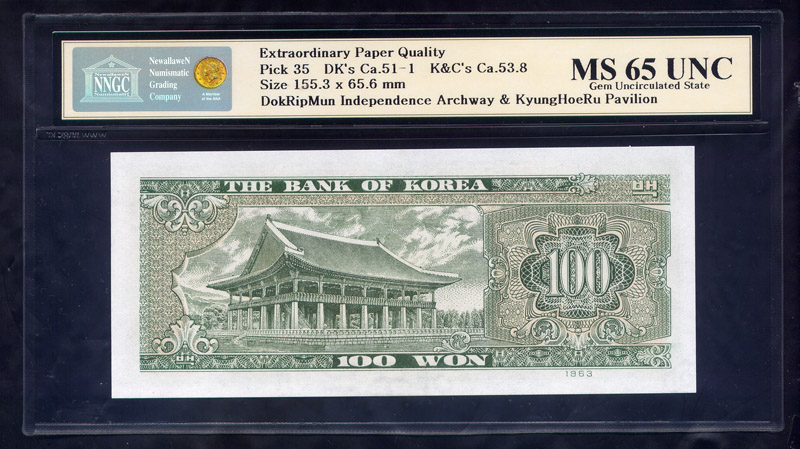 NewallaweN
Numismatic
Grading
Company
NNGC
Extraordinary Paper Quality
Pick 35 DK's Ca.51-1 K&C's Ca.53.8
Size 155.3 x 65.6 mm
DokRipMun Independence Archway & KyungHoeRu Pavilion
MS 65 UNC
Gem Uncirculated State
THE BANK OF KOREA
백
100
백
100 WON
1963